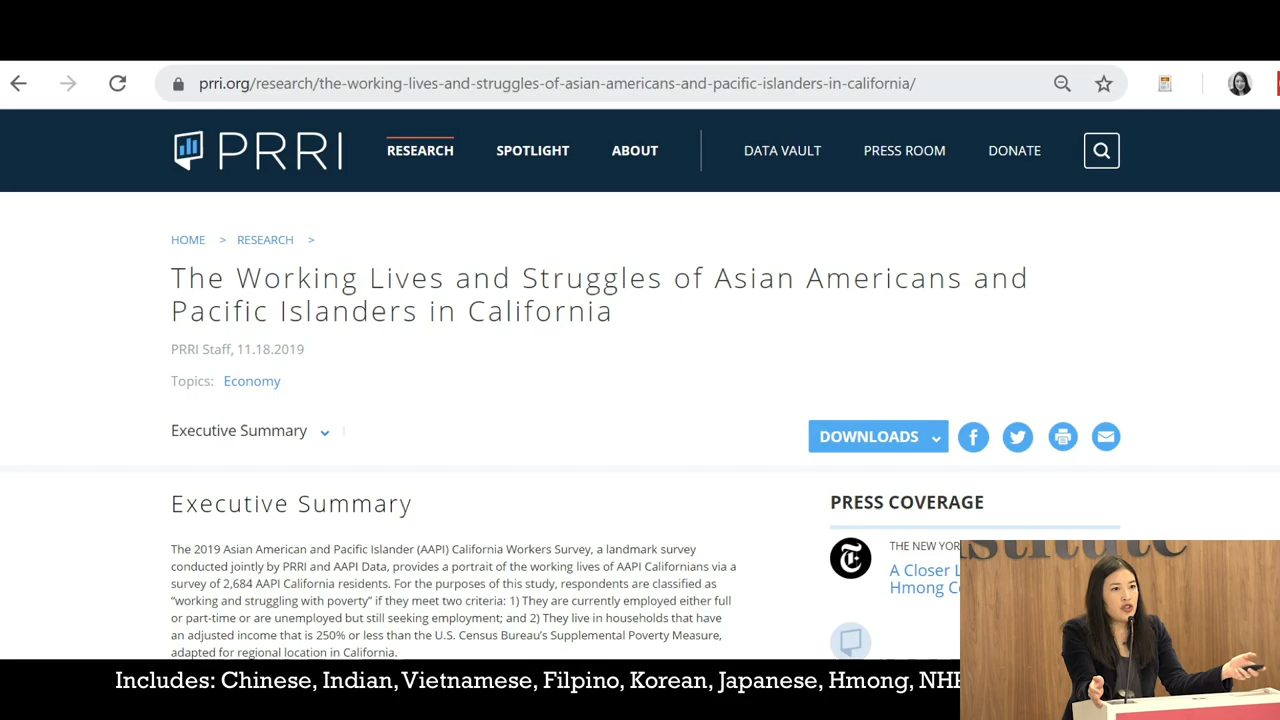 prri.org/research/the-working-lives-and-struggles-of-asian-americans-and-pacific-islanders-in-california/
PRRI
RESEARCH
SPOTLIGHT
ABOUT
DATA VAULT
PRESS ROOM
DONATE
HOME > RESEARCH >
The Working Lives and Struggles of Asian Americans and
Pacific Islanders in California
PRRI Staff, 11.18.2019
Topics: Economy
Executive Summary
DOWNLOADS
Executive Summary
The 2019 Asian American and Pacific Islander (AAPI) California Workers Survey, a landmark survey
conducted jointly by PRRI and AAPI Data, provides a portrait of the working lives of AAPI Californians via a
survey of 2,684 AAPI California residents. For the purposes of this study, respondents are classified as
“working and struggling with poverty” if they met two criteria: 1) They are currently employed either full
or part-time or are unemployed but still seeking employment; and 2) They live in households that have
an adjusted income that is 250% or less than the U.S. Census Bureau’s Supplemental Poverty Measure,
adapted for regional location in California.
PRESS COVERAGE
THE NEW YOR
A Closer L
Hmong Co
stitute
Includes: Chinese, Indian, Vietnamese, Filpino, Korean, Japanese, Hmong, NHP